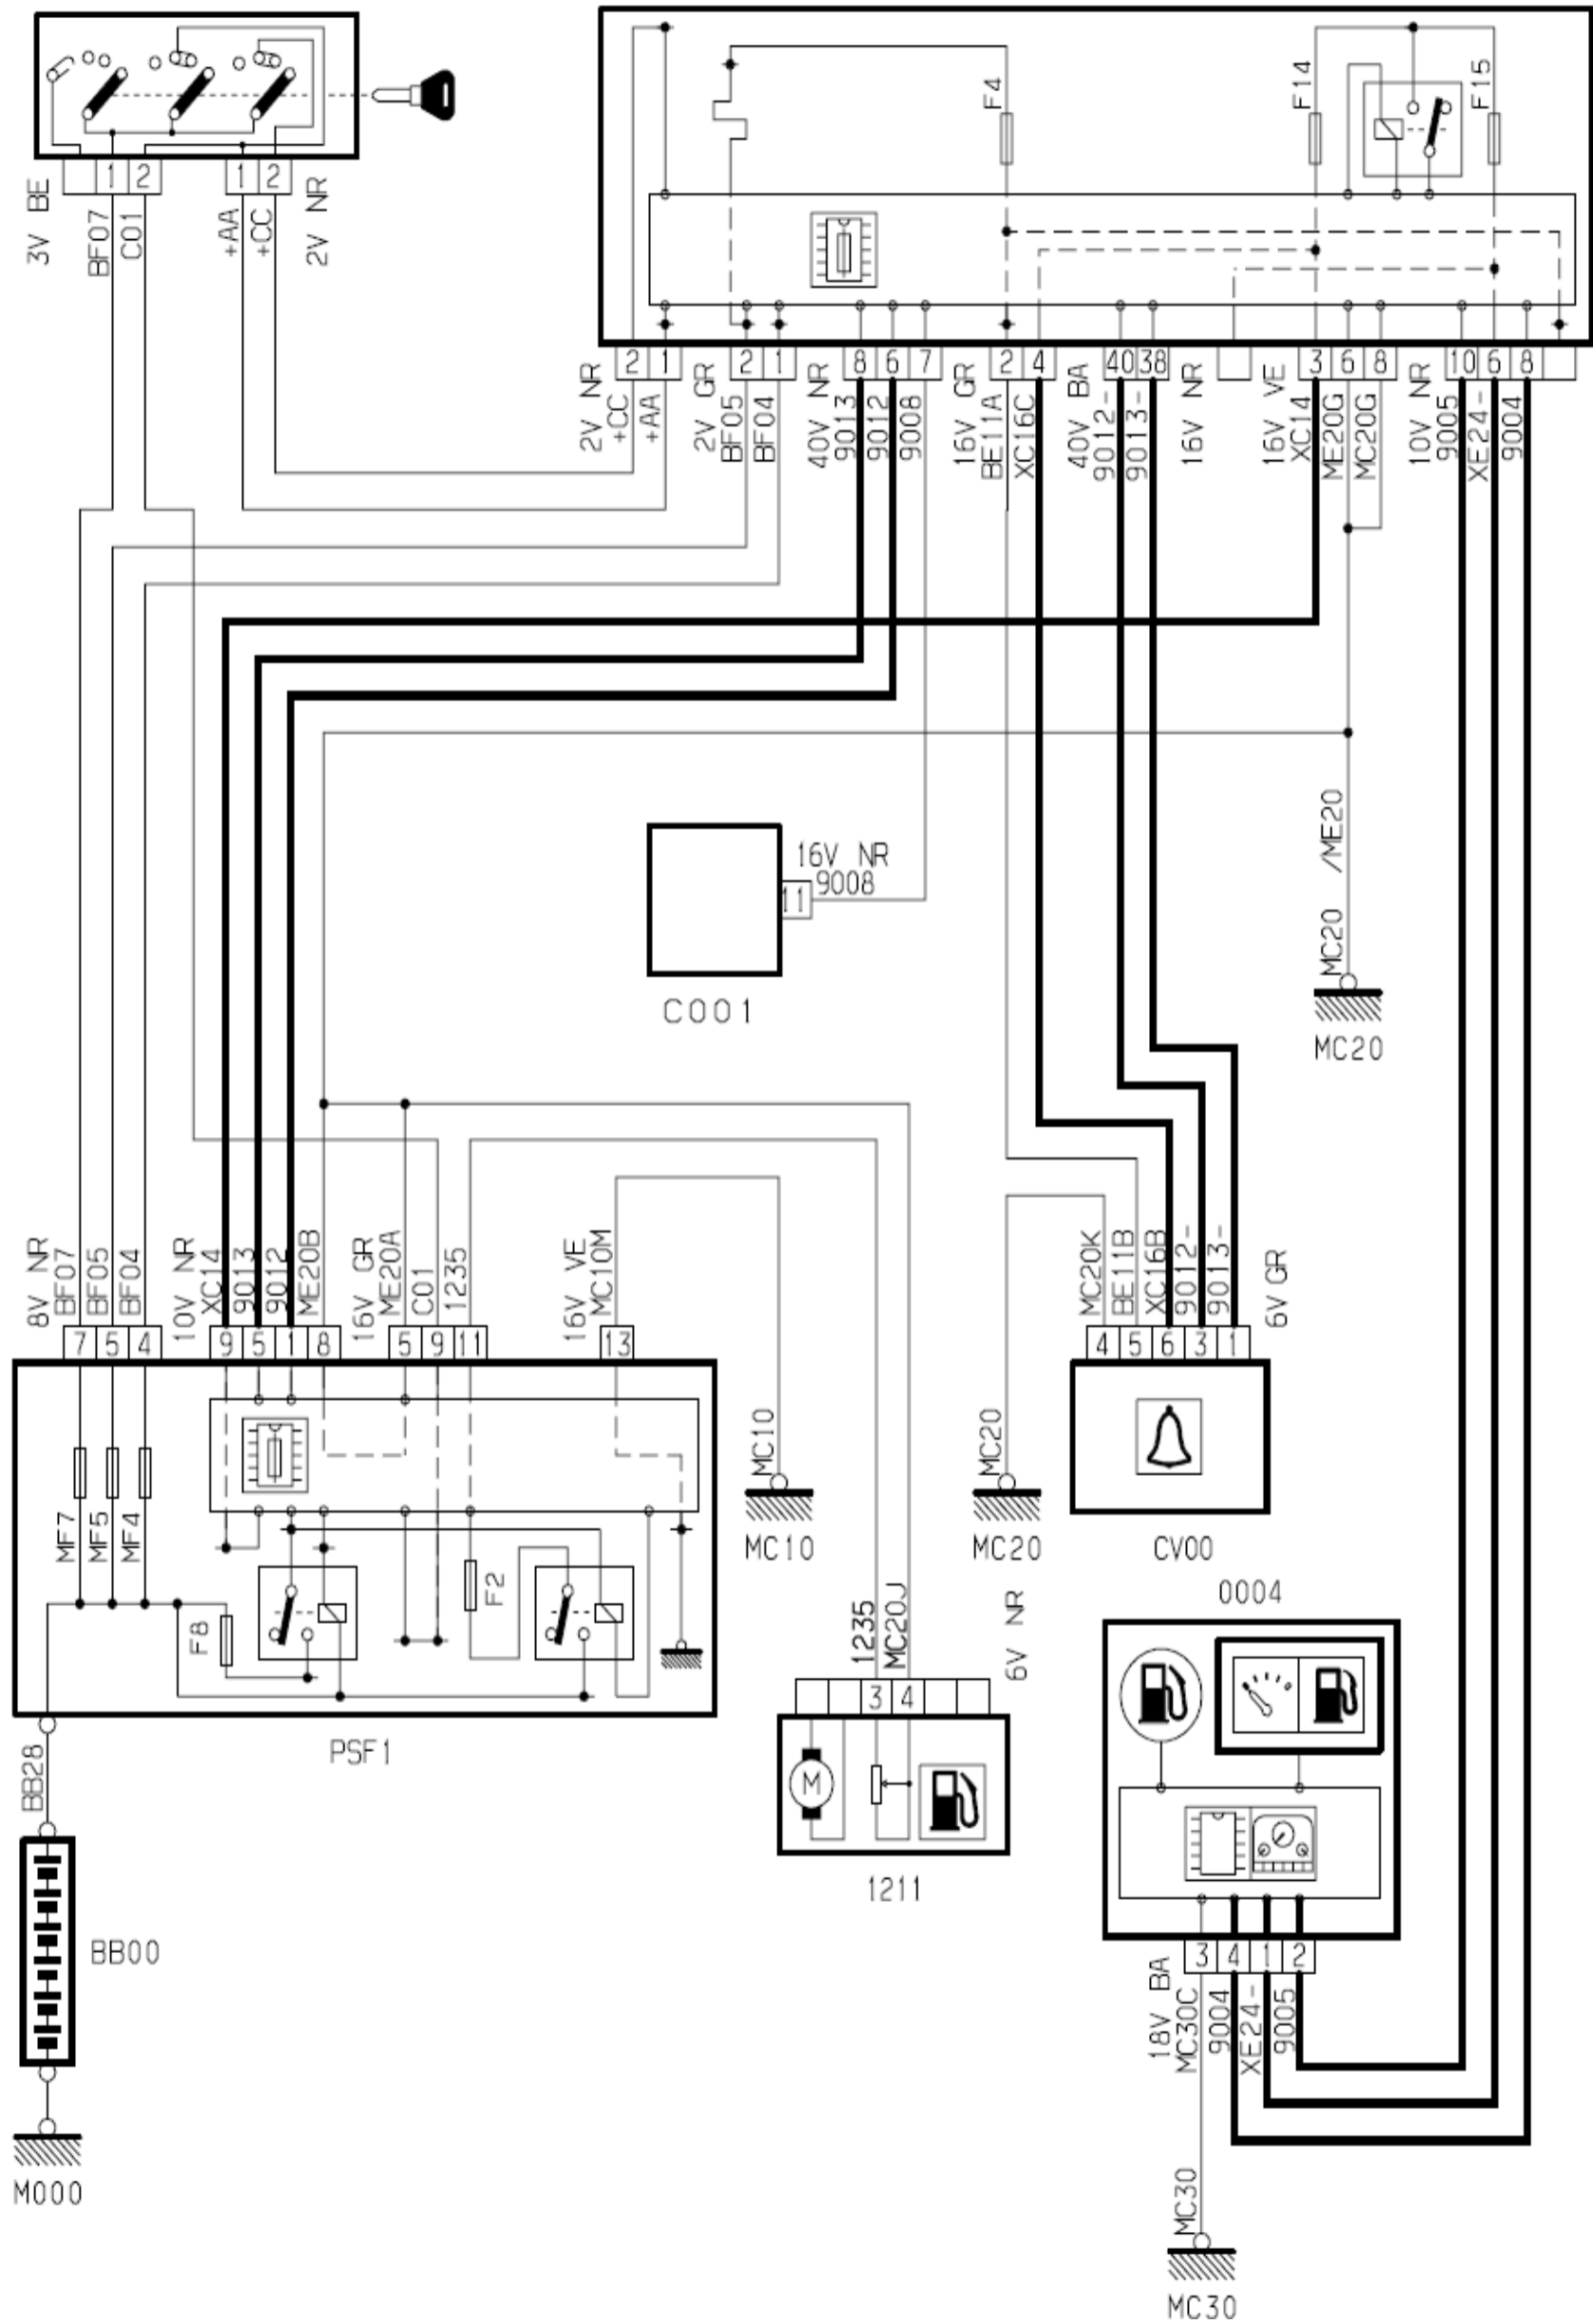 F4
F14
F15
1 2
1 2
3V BE
BF07
C01
+AA
+CC
2V NR
2 1
2 1
8 6 7
2 4
40 38
3 6 8
10 6 8
2V NR
+CC
+AA
2V GR
BF05
BF04
40V NR
9013
9012
9008
16V GR
BE11A
XC16C
40V BA
9012-
9013-
16V NR
16V VE
XC14
ME20G
MC20G
10V NR
9005
XE24-
9004
16V NR
9008
11
C001
MC20 /ME20
MC20
8V NR
BF07
BF05
BF04
10V NR
XC14
9013
9012
ME20B
16V GR
ME20A
C01
1235
16V VE
MC10M
MC20K
BE11B
XC16B
9012-
9013-
6V GR
7 5 4
9 5 1 8
5 9 11
13
4 5 6 3 1
MF7
MF5
MF4
F8
F2
MC10
MC10
MC20
MC20
CV00
0004
1235
MC20J
6V NR
3 4
PSF1
BB28
M
1211
BB00
3 4 1 2
18V BA
MC30C
9004
XE24-
9005
M000
MC30
MC30